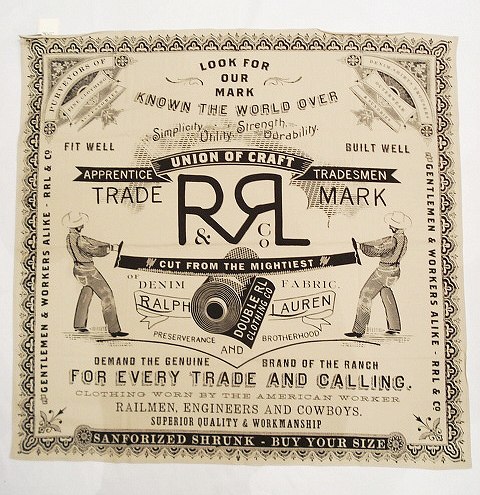 LOOK FOR
OUR
MARK
KNOWN THE WORLD OVER
PURVEYORS OF
Simplicity, Strength,
Utility, Durability.
FIT WELL
BUILT WELL
UNION OF CRAFT
APPRENTICE
TRADESMEN
TRADE
MARK
RRL
& Co
CUT FROM THE MIGHTIEST
OF DENIM FABRIC
RALPH LAUREN
DOUBLE RL
CLOTHING CO
PRESERVERANCE
AND
BROTHERHOOD
DEMAND THE GENUINE BRAND OF THE RANCH
FOR EVERY TRADE AND CALLING.
CLOTHING WORN BY THE AMERICAN WORKER
RAILMEN, ENGINEERS AND COWBOYS.
SUPERIOR QUALITY & WORKMANSHIP
SANFORIZED SHRUNK - BUY YOUR SIZE
GENTLEMEN & WORKERS ALIKE - RRL & Co
GENTLEMEN & WORKERS ALIKE - RRL & Co